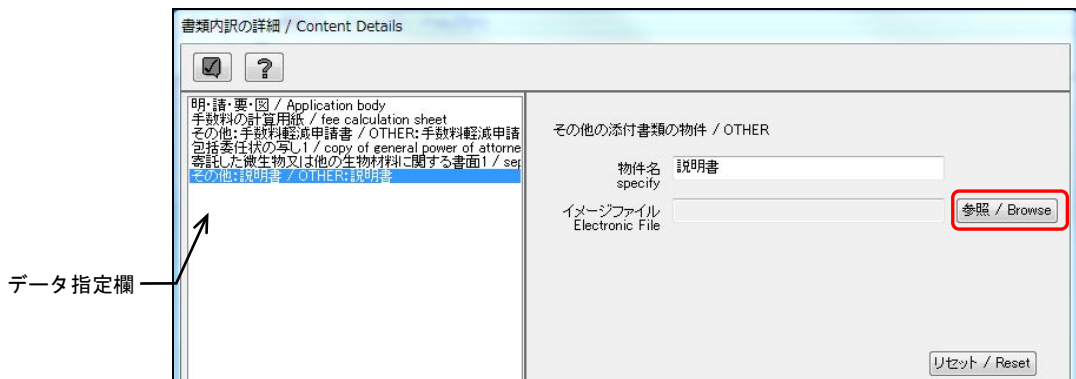 書類内訳の詳細 / Content Details
?
明・請・要・図 / Application body
手数料の計算用紙 / fee calculation sheet
その他:手数料軽減申請書 / OTHER:手数料軽減申請
包括委任状の写し1 / copy of general power of attorne
寄託した微生物又は他の生物材料に関する書面1 / sep
その他:説明書 / OTHER:説明書
その他の添付書類の物件 / OTHER
物件名 説明書
specify
イメージファイル 参照 / Browse
Electronic File
データ指定欄
リセット / Reset